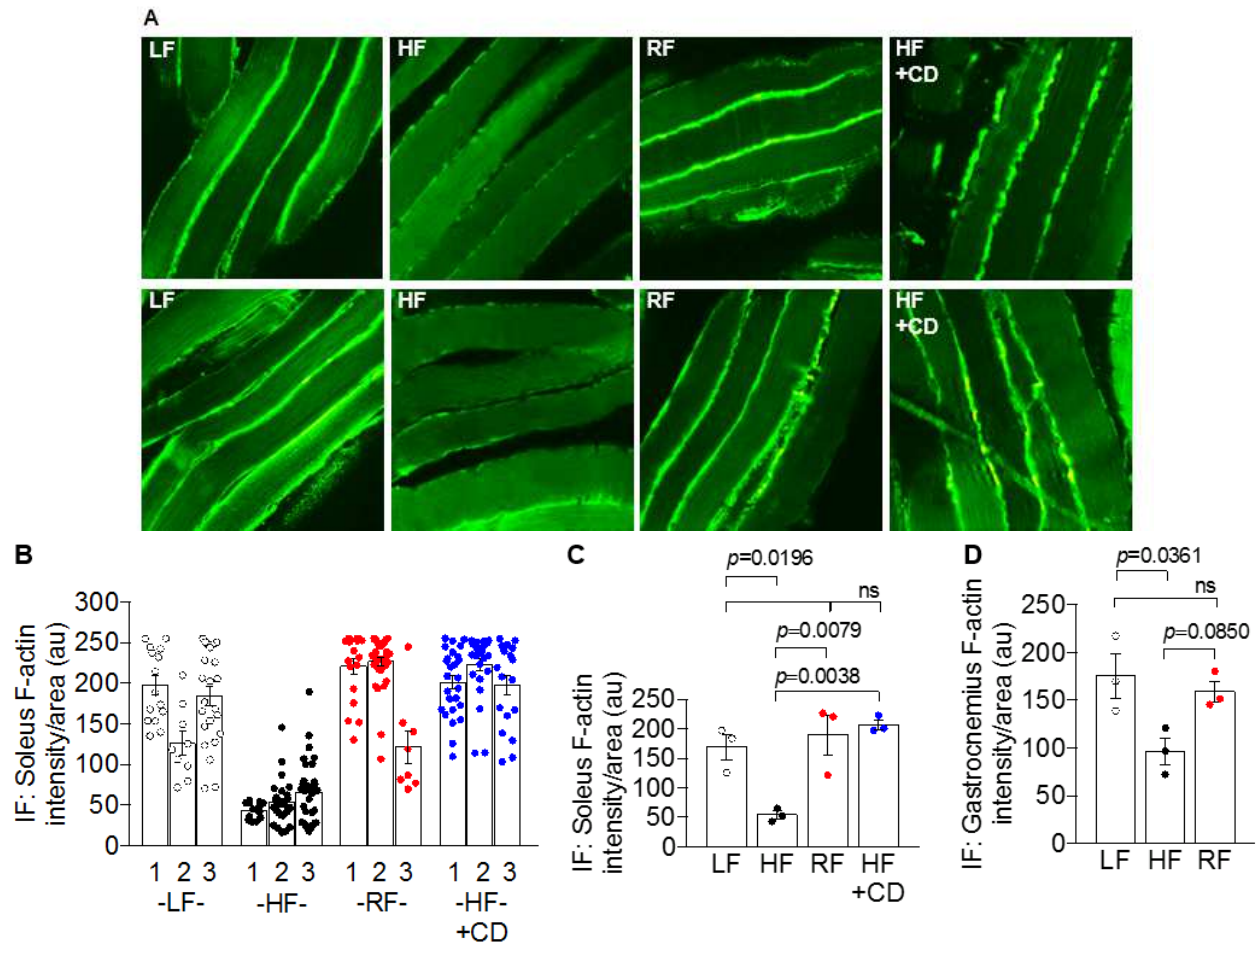 A
LF
HF
RF
HF
+CD
LF
HF
RF
HF
+CD
B
IF: Soleus F-actin
intensity/area (au)
300
250
200
150
100
50
0
1 2 3
1 2 3
1 2 3
1 2 3
-LF-
-HF-
-RF-
-HF-
+CD
C
p=0.0196
ns
p=0.0079
p=0.0038
IF: Soleus F-actin
intensity/area (au)
250
200
150
100
50
0
LF
HF
RF
HF
+CD
D
p=0.0361
ns
p=0.0850
IF: Gastrocnemius F-actin
intensity/area (au)
250
200
150
100
50
0
LF
HF
RF